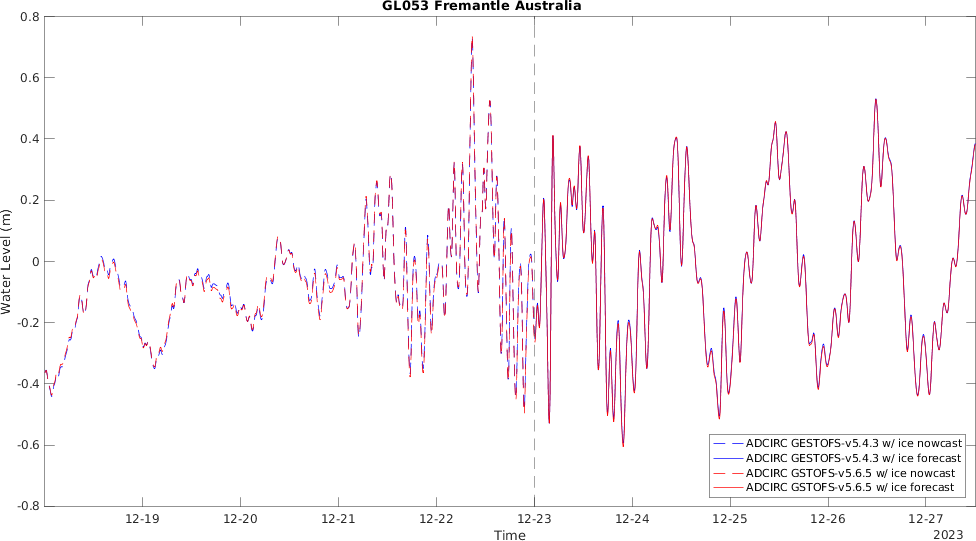 GL053 Fremantle Australia
0.8
0.6
0.4
0.2
0
-0.2
-0.4
-0.6
-0.8
Water Level (m)
12-19 12-20 12-21 12-22 12-23 12-24 12-25 12-26 12-27
Time
2023
ADCIRC GESTOFS-v5.4.3 w/ ice nowcast
ADCIRC GESTOFS-v5.4.3 w/ ice forecast
ADCIRC GSTOFS-v5.6.5 w/ ice nowcast
ADCIRC GSTOFS-v5.6.5 w/ ice forecast